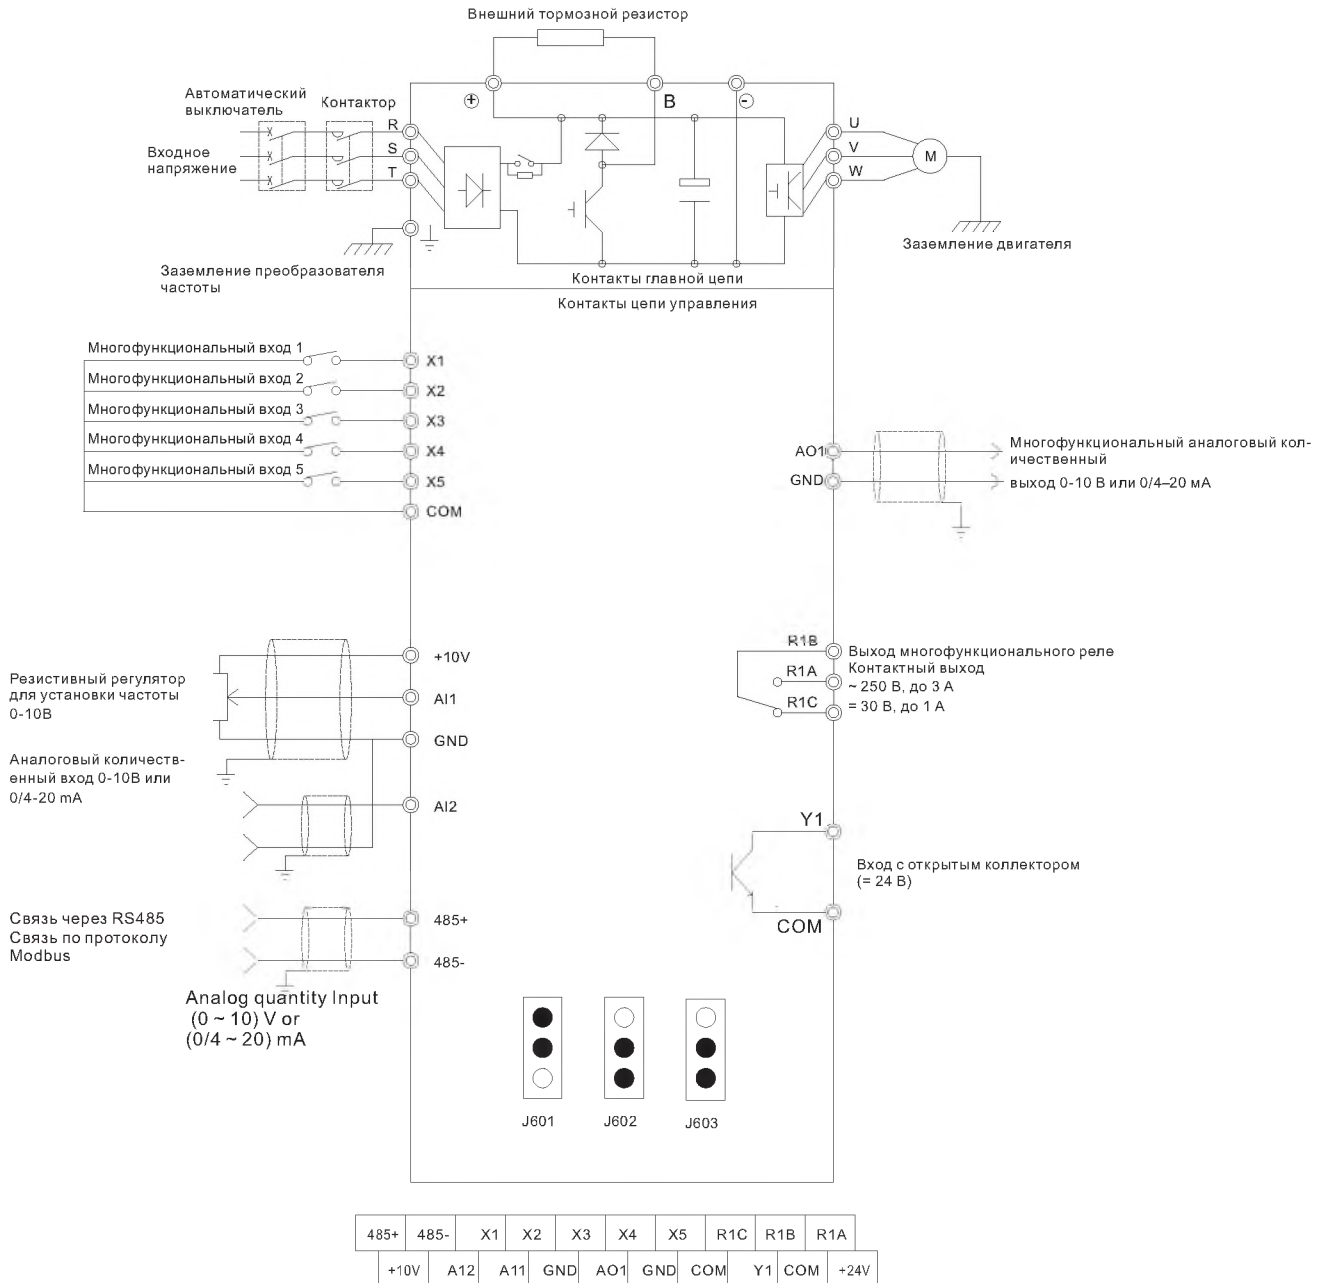 Внешний тормозной резистор
Автоматический
выключатель
Контактор
+
B
-
R
S
T
Входное
напряжение
U
V
W
M
Заземление двигателя
Заземление преобразователя
частоты
Контакты главной цепи
Контакты цепи управления
Многофункциональный вход 1
X1
Многофункциональный вход 2
X2
Многофункциональный вход 3
X3
Многофункциональный вход 4
X4
Многофункциональный вход 5
X5
COM
AO1
GND
Многофункциональный аналоговый кол-
ичественный
выход 0-10 В или 0/4–20 мА
Резистивный регулятор
для установки частоты
0-10В
+10V
AI1
GND
Аналоговый количеств-
енный вход 0-10В или
0/4-20 mA
AI2
R1B
R1A
R1C
Выход многофункционального реле
Контактный выход
~ 250 В, до 3 А
= 30 В, до 1 А
Y1
COM
Вход с открытым коллектором
(= 24 В)
Связь через RS485
Связь по протоколу
Modbus
485+
485-
Analog quantity Input
(0 ~ 10) V or
(0/4 ~ 20) mA
J601
J602
J603
485+ 485- X1 X2 X3 X4 X5 R1C R1B R1A
+10V A12 A11 GND AO1 GND COM Y1 COM +24V